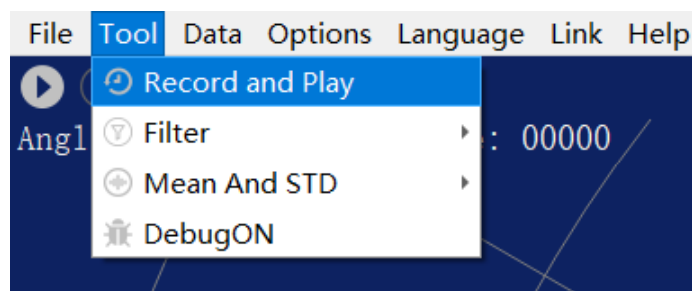 File Tool Data Options Language Link Help
Record and Play
Angl : 00000
Filter
Mean And STD
DebugON